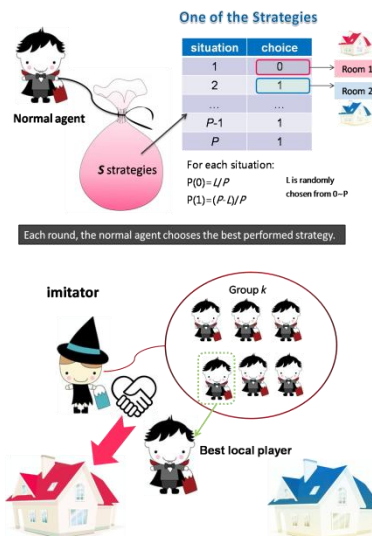 One of the Strategies
situation choice
1 0
Room 1
2 1
Room 2
... ...
P-1 1
P 1
Normal agent
S strategies
For each situation:
P(0)=L/P
P(1)=(P-L)/P
L is randomly
chosen from 0~P
Each round, the normal agent chooses the best performed strategy.
imitator
Group k
Best local player